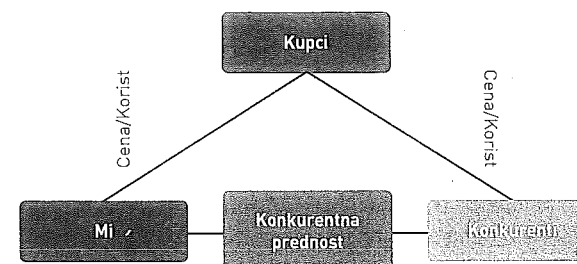 Kupci
Cena/Korist
Cena/Korist
Mi
Konkurentna
prednost
Konkurenti